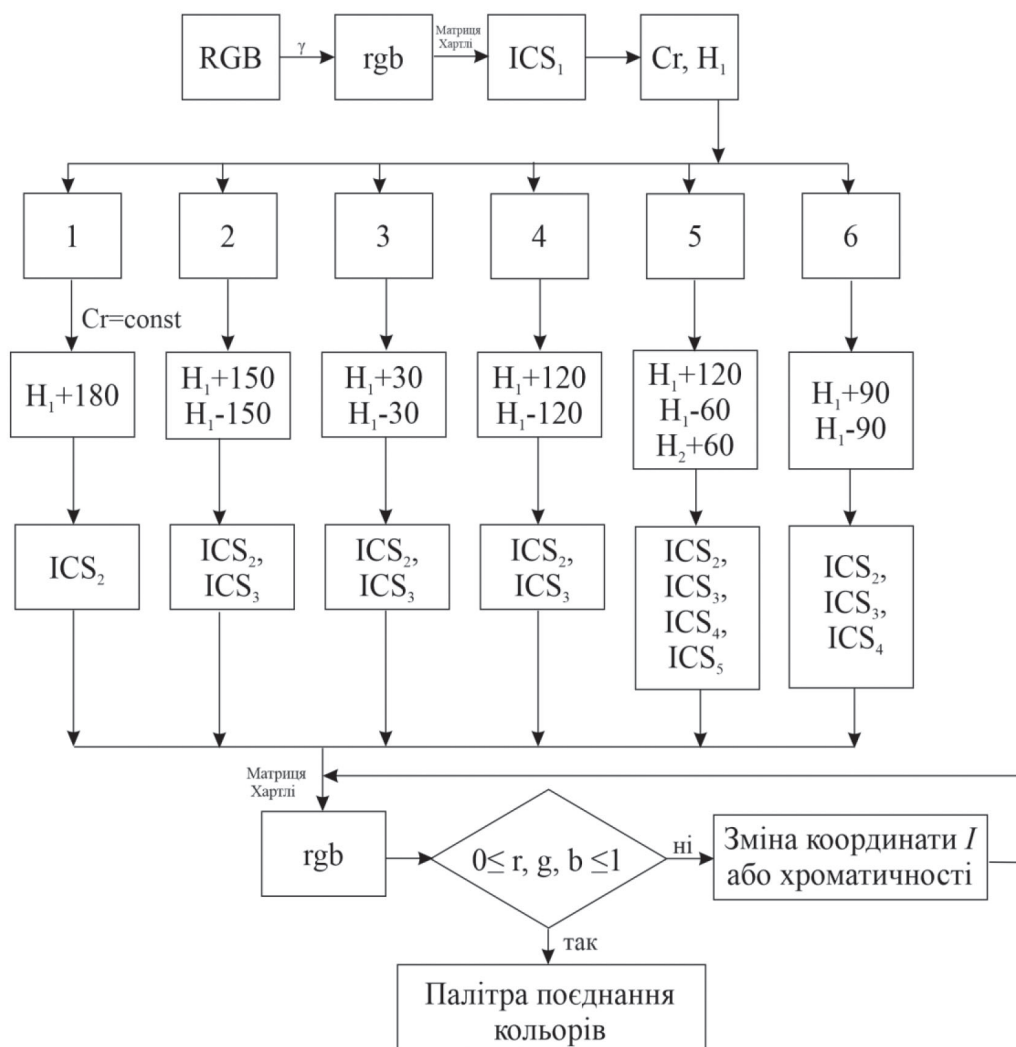 RGB
γ
rgb
Матриця
Хартлі
ICS₁
Cr, H₁
1
2
3
4
5
6
Cr=const
H₁+180
H₁+150
H₁-150
H₁+30
H₁-30
H₁+120
H₁-120
H₁+120
H₁-60
H₂+60
H₁+90
H₁-90
ICS₂
ICS₂,
ICS₃
ICS₂,
ICS₃
ICS₂,
ICS₃
ICS₂,
ICS₃,
ICS₄,
ICS₅
ICS₂,
ICS₃,
ICS₄
Матриця
Хартлі
rgb
0≤ r, g, b ≤1
ні
Зміна координати I
або хроматичності
так
Палітра поєднання
кольорів